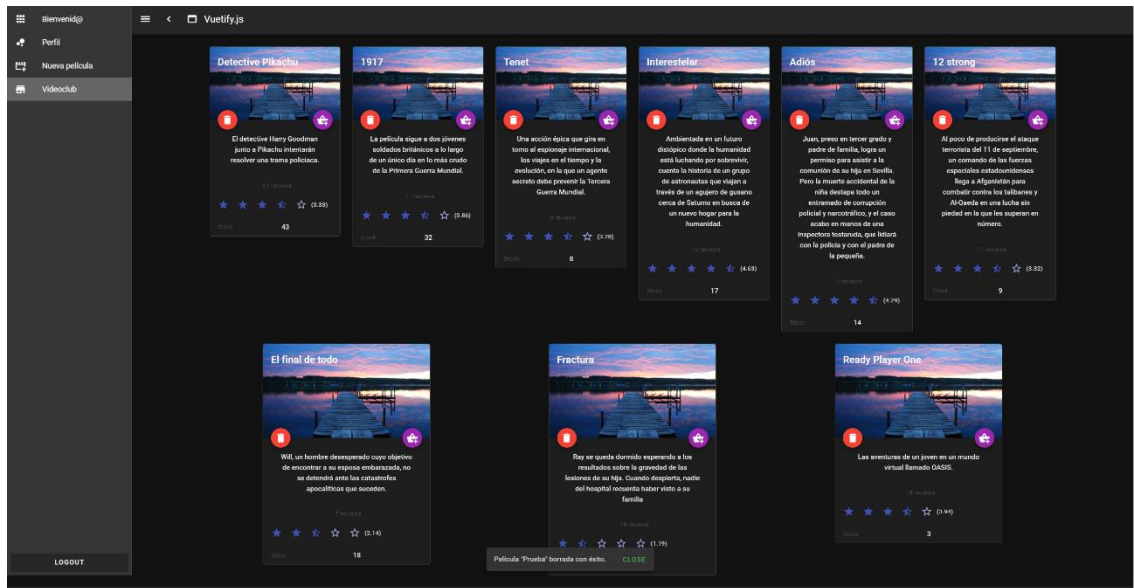 Bienvenid@
Vuetify.js
Perfil
Nueva película
Videoclub
Detective Pikachu
El detective Harry Goodman
junto a Pikachu intentarán
resolver una trama policiaca.
reviews
(3.33)
Stock 43
1917
La película sigue a dos jóvenes
soldados británicos a lo largo
de un único día en lo más crudo
de la Primera Guerra Mundial.
11 reviews
Stock 32
Tenet
Una acción épica que gira en
torno al espionaje internacional,
los viajes en el tiempo y la
evolución, en la que un agente
secreto debe prevenir la Tercera
Guerra Mundial.
reviews
(3.78)
Stock 8
Interestelar
Ambientada en un futuro
distópico donde la humanidad
está luchando por sobrevivir,
cuenta la historia de un grupo
de astronautas que viajan a
través de un agujero de gusano
cerca de Saturno en busca de
un nuevo hogar para la
humanidad.
reviews
(4.63)
Stock 17
Adiós
Juan, preso en tercer grado y
padre de familia, logra un
permiso para asistir a la
comunión de su hija en Sevilla.
Pero la muerte accidental de la
niña destapa todo un
entramado de corrupción
policial y narcotráfico, y el caso
acabo en manos de una
inspectora testaruda, que lidiará
con la policía y con el padre de
la pequeña.
reviews
(4.29)
Stock 14
12 strong
Al poco de producirse el ataque
terrorista del 11 de septiembre,
un comando de las fuerzas
especiales estadounidenses
llega a Afganistán para
combatir contra los talibanes y
Al-Qaeda en una lucha sin
piedad en la que les superan en
número.
11 reviews
(3.32)
Stock 9
El final de todo
Will, un hombre desesperado cuyo objetivo
de encontrar a su esposa embarazada, no
se detendrá ante las catastrofes
apocalíticas que suceden.
7 reviews
(2.14)
Stock 18
Fractura
Ray se queda dormido esperando a los
resultados sobre la gravedad de las
lesiones de su hija. Cuando despierta, nadie
del hospital recuerda haber visto a su
familia
reviews
(1.19)
Ready Player One
Las aventuras de un joven en un mundo
virtual llamado OASIS.
reviews
(3.94)
Stock 3
LOGOUT
Película "Prueba" borrada con éxito. CLOSE